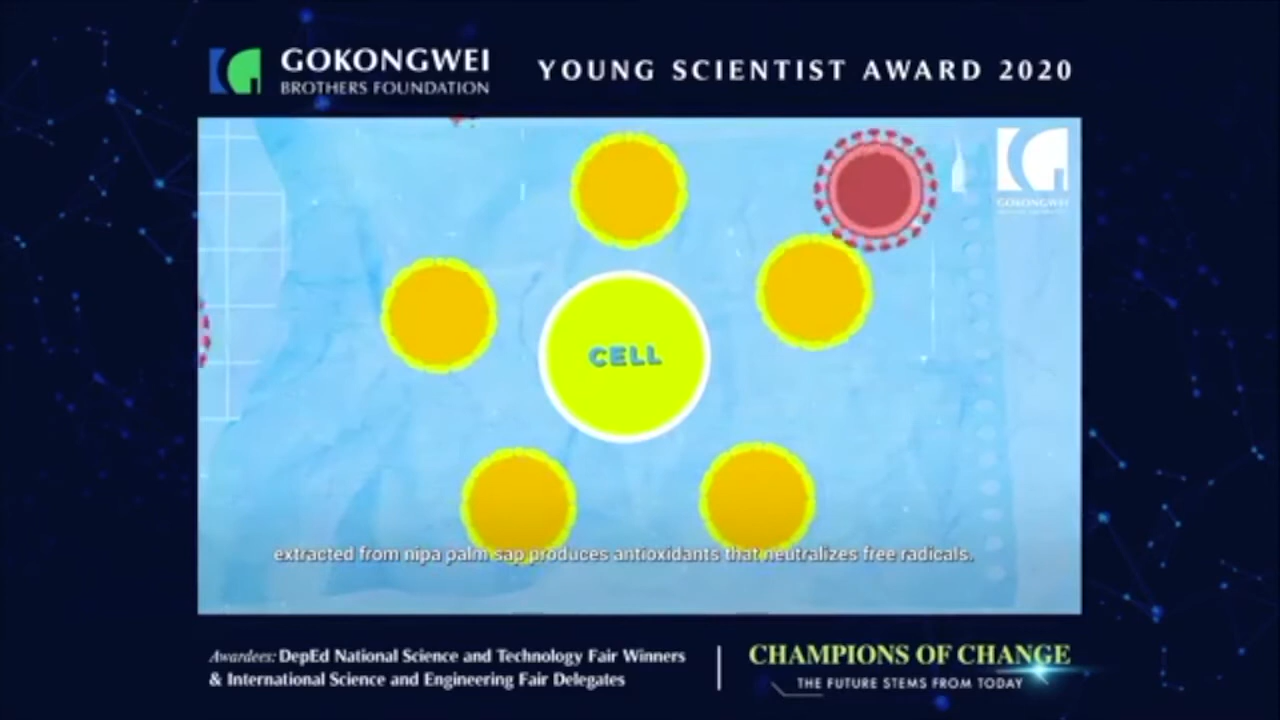 GOKONGWEI
BROTHERS FOUNDATION
YOUNG SCIENTIST AWARD 2020
GOKONGWEI
CELL
extracted from nipa palm sap produces antioxidants that neutralizes free radicals.
Awardees: DepEd National Science and Technology Fair Winners
& International Science and Engineering Fair Delegates
CHAMPIONS OF CHANGE
THE FUTURE STEMS FROM TODAY